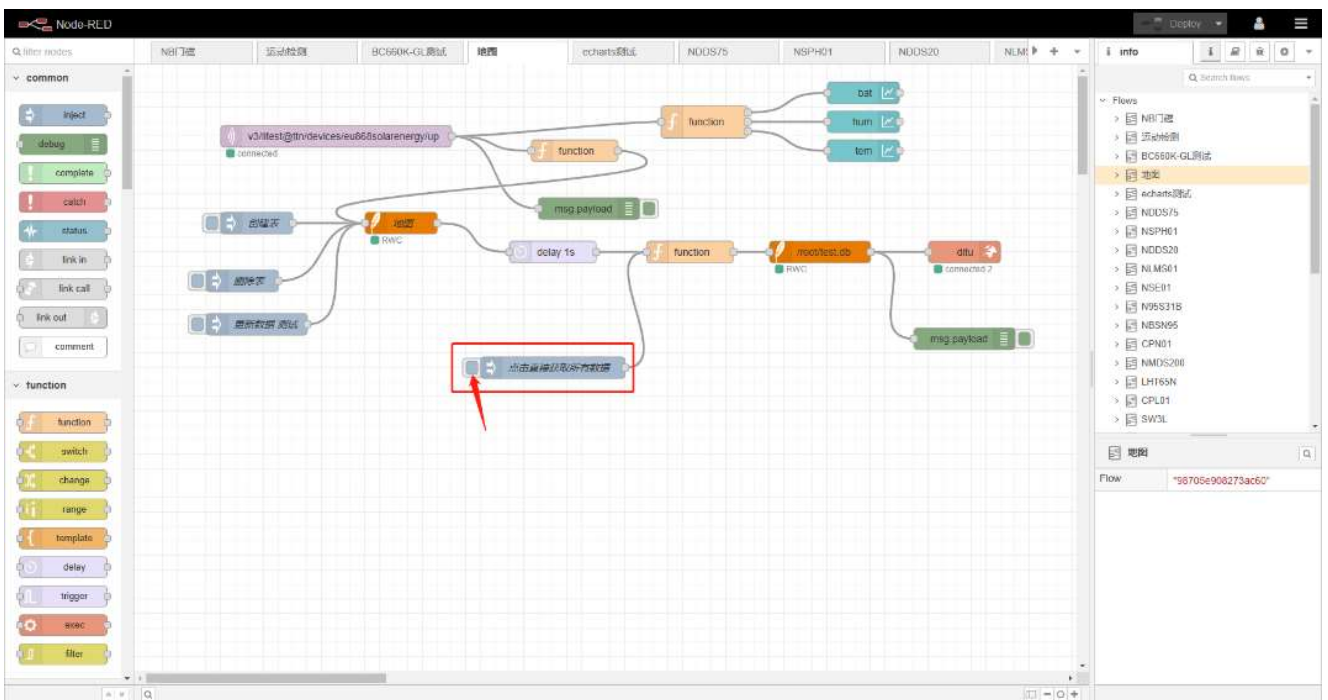 Node-RED
Deploy
filter nodes
NB门磁
运动检测
BC660K-GL测试
地图
echarts测试
NDDS75
NSPH01
NDDS20
info
Search flows
common
inject
debug
complete
catch
status
link in
link call
link out
comment
function
function
switch
change
range
template
delay
trigger
exec
filter
v3/lltest@ttn/devices/eu868solarenergy/up
connected
function
bat
hum
tem
function
msg.payload
创建表
地图
RWC
删除表
更新数据 测试
delay 1s
function
/root/test.db
RWC
ditu
connected 2
msg.payload
点击直接获取所有数据
Flows
NB门磁
运动检测
BC660K-GL测试
地图
echarts测试
NDDS75
NSPH01
NDDS20
NLMS01
NSE01
N95S31B
NBSN95
CPN01
NMDS200
LHT65N
CPL01
SW3L
地图
Flow
"98705e908273ac60"